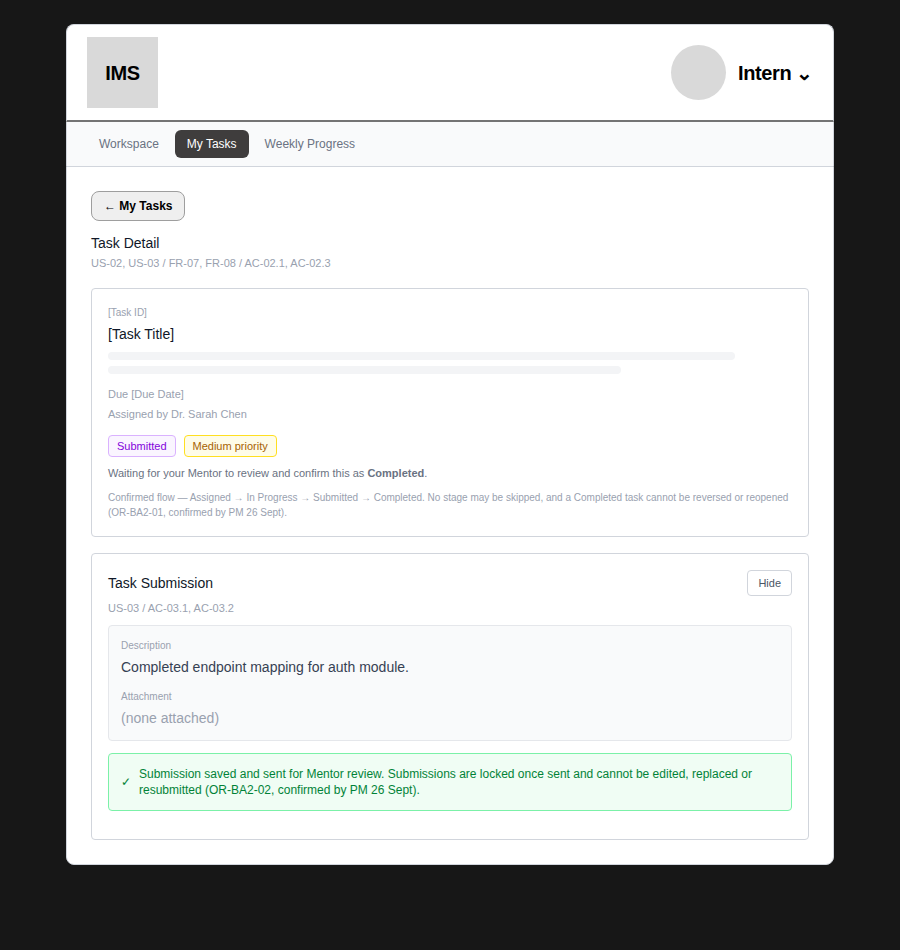 IMS
Intern
Workspace
My Tasks
Weekly Progress
← My Tasks
Task Detail
US-02, US-03 / FR-07, FR-08 / AC-02.1, AC-02.3
[Task ID]
[Task Title]
Due [Due Date]
Assigned by Dr. Sarah Chen
Submitted
Medium priority
Waiting for your Mentor to review and confirm this as Completed.
Confirmed flow — Assigned → In Progress → Submitted → Completed. No stage may be skipped, and a Completed task cannot be reversed or reopened
(OR-BA2-01, confirmed by PM 26 Sept).
Task Submission
Hide
US-03 / AC-03.1, AC-03.2
Description
Completed endpoint mapping for auth module.
Attachment
(none attached)
✓ Submission saved and sent for Mentor review. Submissions are locked once sent and cannot be edited, replaced or
resubmitted (OR-BA2-02, confirmed by PM 26 Sept).